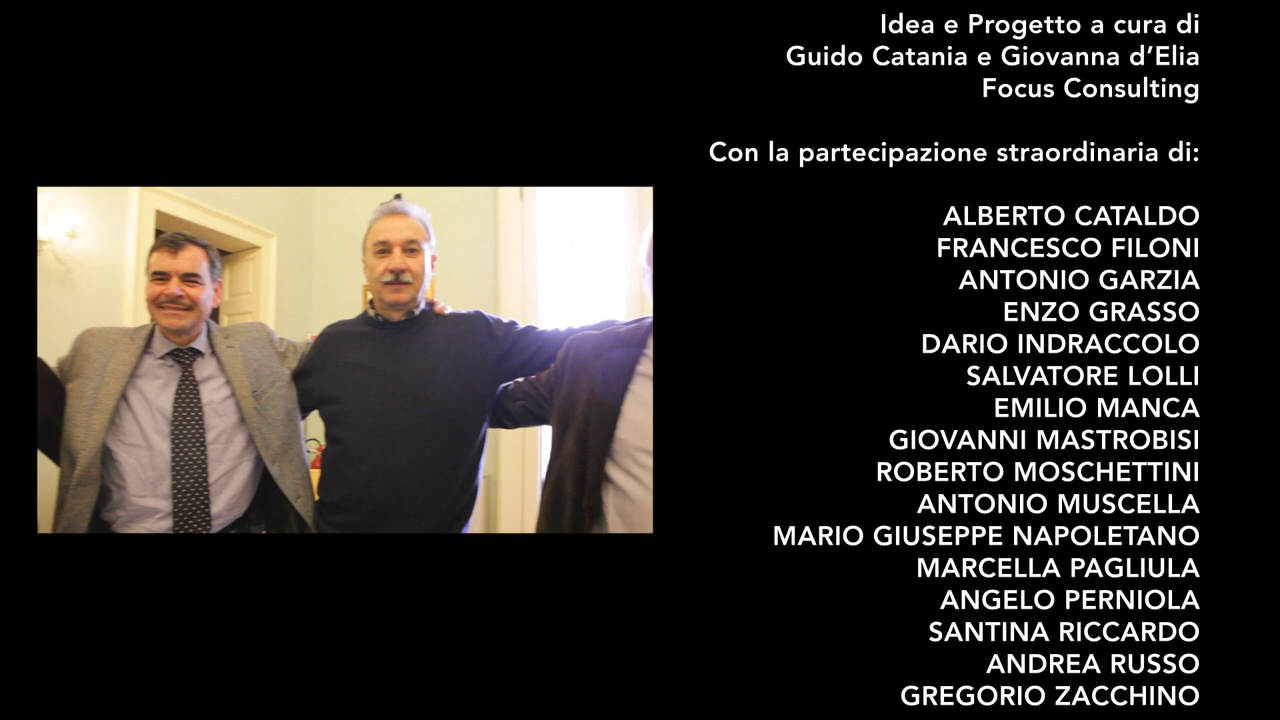 Idea e Progetto a cura di
Guido Catania e Giovanna d’Elia
Focus Consulting
Con la partecipazione straordinaria di:
ALBERTO CATALDO
FRANCESCO FILONI
ANTONIO GARZIA
ENZO GRASSO
DARIO INDRACCOLO
SALVATORE LOLLI
EMILIO MANCA
GIOVANNI MASTROBISI
ROBERTO MOSCHETTINI
ANTONIO MUSCELLA
MARIO GIUSEPPE NAPOLETANO
MARCELLA PAGLIULA
ANGELO PERNIOLA
SANTINA RICCARDO
ANDREA RUSSO
GREGORIO ZACCHINO